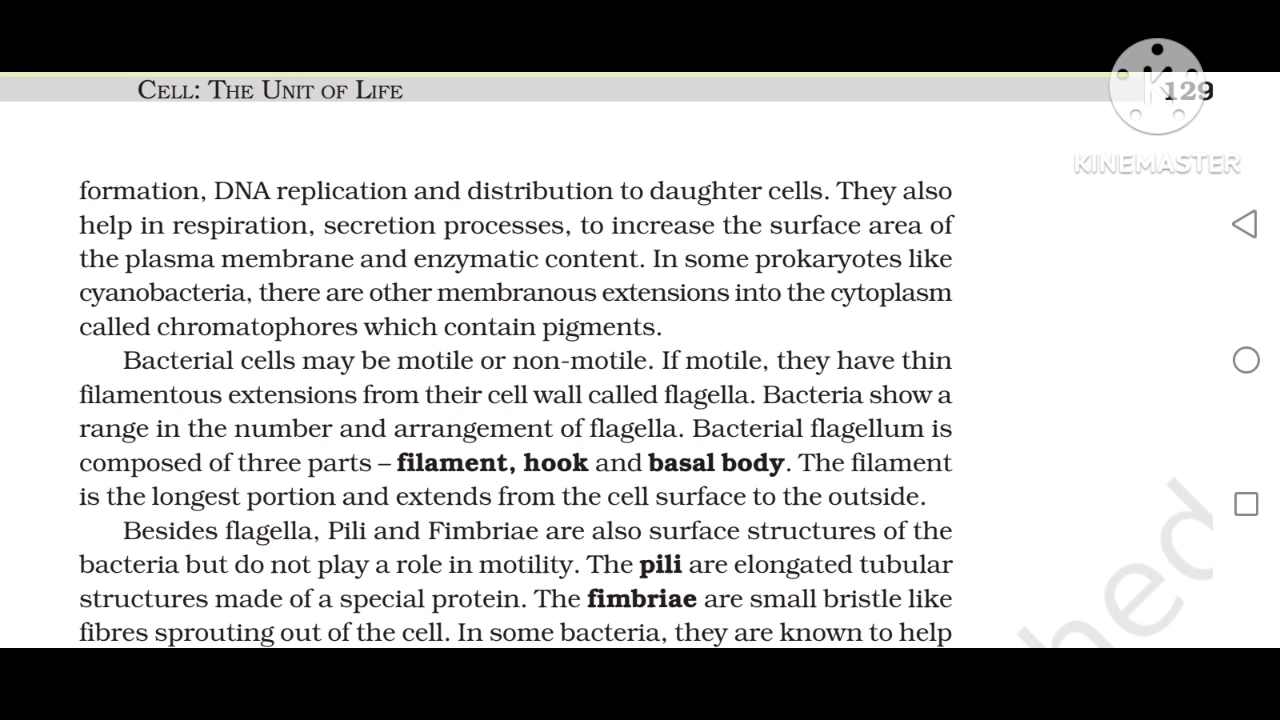 CELL: THE UNIT OF LIFE 129
KINEMASTER
formation, DNA replication and distribution to daughter cells. They also
help in respiration, secretion processes, to increase the surface area of
the plasma membrane and enzymatic content. In some prokaryotes like
cyanobacteria, there are other membranous extensions into the cytoplasm
called chromatophores which contain pigments.
Bacterial cells may be motile or non-motile. If motile, they have thin
filamentous extensions from their cell wall called flagella. Bacteria show a
range in the number and arrangement of flagella. Bacterial flagellum is
composed of three parts – filament, hook and basal body. The filament
is the longest portion and extends from the cell surface to the outside.
Besides flagella, Pili and Fimbriae are also surface structures of the
bacteria but do not play a role in motility. The pili are elongated tubular
structures made of a special protein. The fimbriae are small bristle like
fibres sprouting out of the cell. In some bacteria, they are known to help